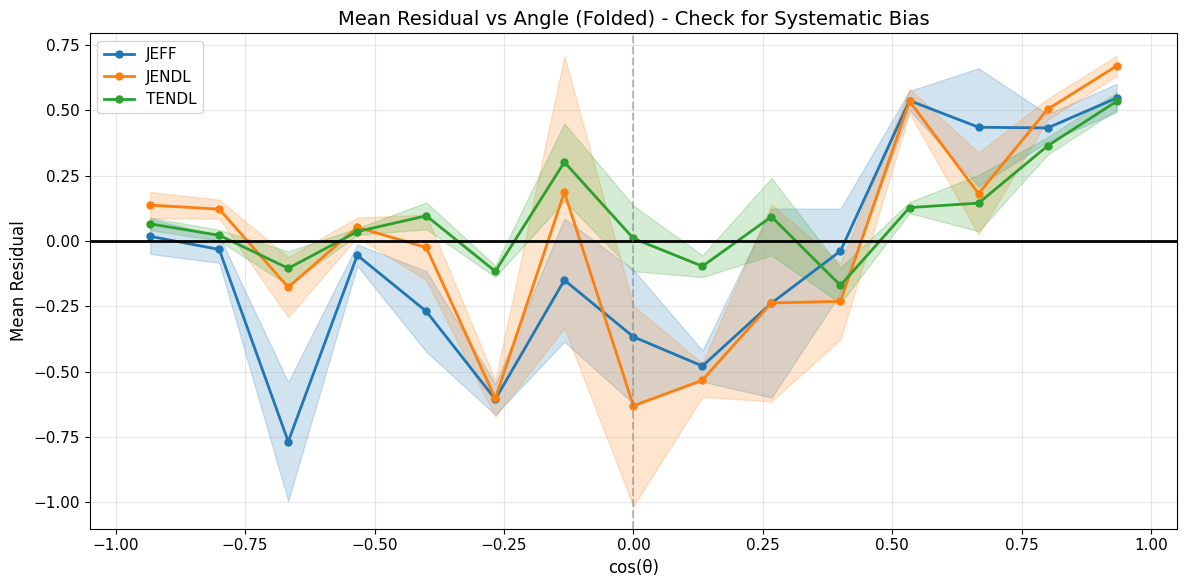 Mean Residual vs Angle (Folded) - Check for Systematic Bias
JEFF
JENDL
TENDL
Mean Residual
0.75
0.50
0.25
0.00
−0.25
−0.50
−0.75
−1.00
−1.00 −0.75 −0.50 −0.25 0.00 0.25 0.50 0.75 1.00
cos(θ)